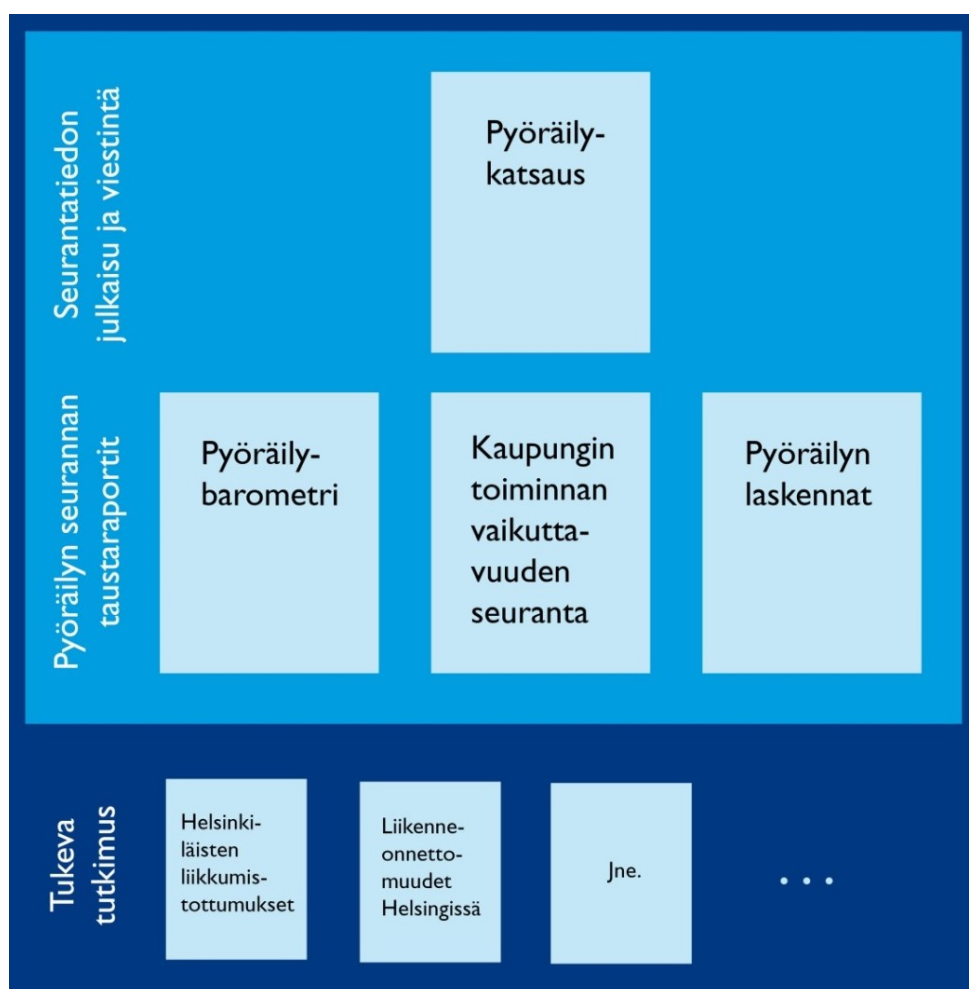 Seurantatiedon
julkaisu ja viestintä
Pyöräily-
katsaus
Pyöräilyn seurannan
taustaraportit
Pyöräily-
barometri
Kaupungin
toiminnan
vaikutta-
vuuden
seuranta
Pyöräilyn
laskennat
Tukeva
tutkimus
Helsinki-
läisten
liikkumis-
tottumukset
Liikenne-
onnetto-
muudet
Helsingissä
Jne.
...